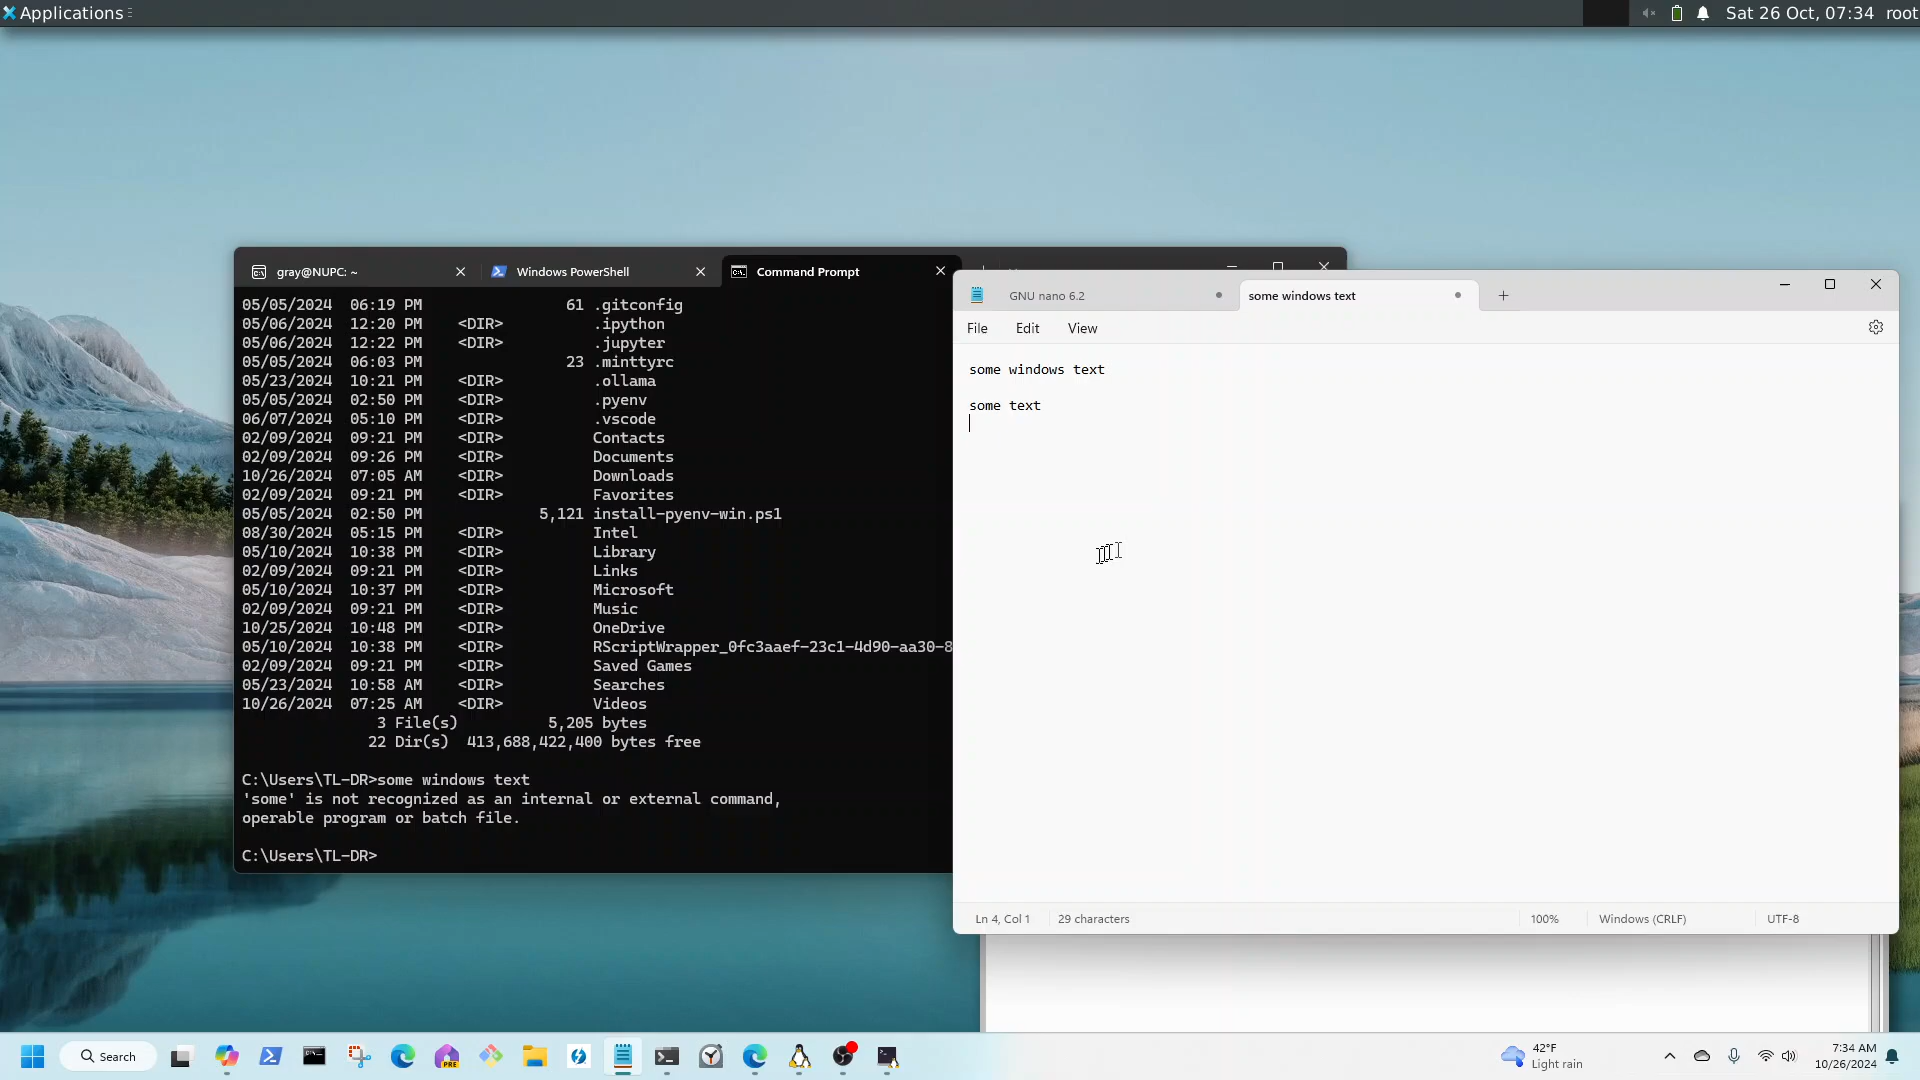 Applications
Sat 26 Oct, 07:34 root
gray@NUPC: ~
Windows PowerShell
Command Prompt
05/05/2024  06:19 PM                61 .gitconfig
05/06/2024  12:20 PM    <DIR>          .ipython
05/06/2024  12:22 PM    <DIR>          .jupyter
05/05/2024  06:03 PM                23 .minttyrc
05/23/2024  10:21 PM    <DIR>          .ollama
05/05/2024  02:50 PM    <DIR>          .pyenv
06/07/2024  05:10 PM    <DIR>          .vscode
02/09/2024  09:21 PM    <DIR>          Contacts
02/09/2024  09:26 PM    <DIR>          Documents
10/26/2024  07:05 AM    <DIR>          Downloads
02/09/2024  09:21 PM    <DIR>          Favorites
05/05/2024  02:50 PM             5,121 install-pyenv-win.ps1
08/30/2024  05:15 PM    <DIR>          Intel
05/10/2024  10:38 PM    <DIR>          Library
02/09/2024  09:21 PM    <DIR>          Links
05/10/2024  10:37 PM    <DIR>          Microsoft
02/09/2024  09:21 PM    <DIR>          Music
10/25/2024  10:48 PM    <DIR>          OneDrive
05/10/2024  10:38 PM    <DIR>          RScriptWrapper_0fc3aaef-23c1-4d90-aa30-8
02/09/2024  09:21 PM    <DIR>          Saved Games
05/23/2024  10:58 AM    <DIR>          Searches
10/26/2024  07:25 AM    <DIR>          Videos
3 File(s)          5,205 bytes
22 Dir(s)  413,688,422,400 bytes free
C:\Users\TL-DR>some windows text
'some' is not recognized as an internal or external command,
operable program or batch file.
C:\Users\TL-DR>
GNU nano 6.2
some windows text
File Edit View
some windows text
some text
Ln 4, Col 1
29 characters
100%
Windows (CRLF)
UTF-8
Search
PRE
42°F
Light rain
7:34 AM
10/26/2024